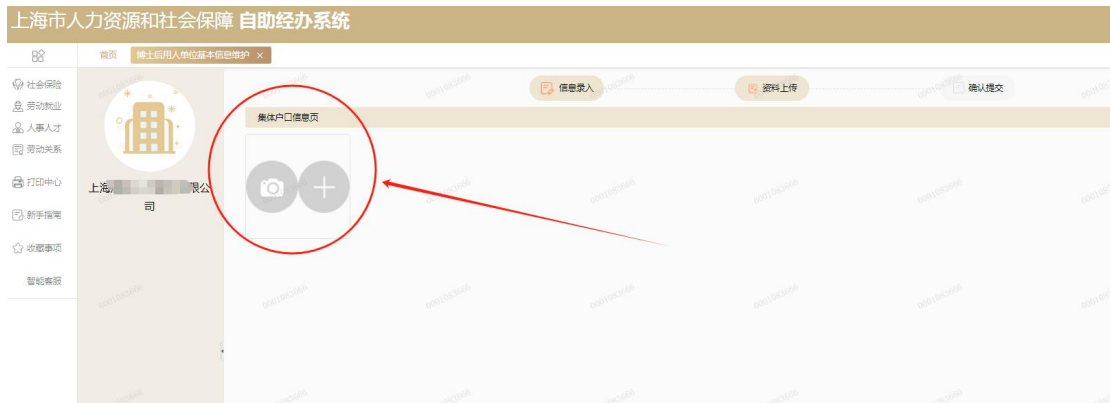 上海市人力资源和社会保障 自助经办系统
首页 博士后用人单位基本信息维护 ×
社会保险
劳动就业
人事人才
劳动关系
打印中心
新手指南
收藏事项
智能客服
上海 限公
司
信息录入 资料上传 确认提交
集体户口信息页